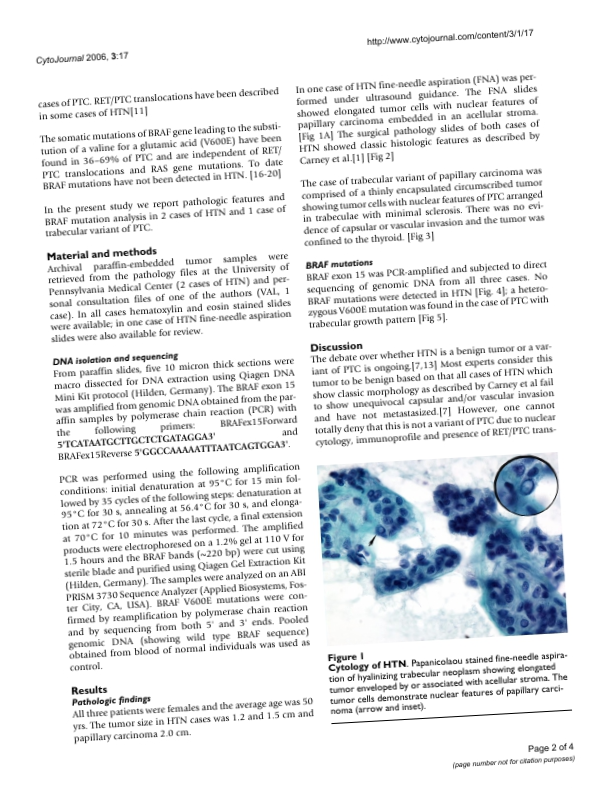 CytoJournal 2006, 3:17
http://www.cytojournal.com/content/3/1/17
cases of PTC. RET/PTC translocations have been described
in some cases of HTN[11]
The somatic mutations of BRAF gene leading to the substi-
tution of a valine for a glutamic acid (V600E) have been
found in 36–69% of PTC and are independent of RET/
PTC translocations and RAS gene mutations. To date
BRAF mutations have not been detected in HTN. [16-20]
In the present study we report pathologic features and
BRAF mutation analysis in 2 cases of HTN and 1 case of
trabecular variant of PTC.
Material and methods
Archival paraffin-embedded tumor samples were
retrieved from the pathology files at the University of
Pennsylvania Medical Center (2 cases of HTN) and per-
sonal consultation files of one of the authors (VAL, 1
case). In all cases hematoxylin and eosin stained slides
were available; in one case of HTN fine-needle aspiration
slides were also available for review.
DNA isolation and sequencing
From paraffin slides, five 10 micron thick sections were
macro dissected for DNA extraction using Qiagen DNA
Mini Kit protocol (Hilden, Germany). The BRAF exon 15
was amplified from genomic DNA obtained from the par-
affin samples by polymerase chain reaction (PCR) with
the following primers: BRAFex15Forward
5'TCATAATGCTTGCTCTGATAGGA3' and
BRAFex15Reverse 5'GGCCAAAAATTTAATCAGTGGA3'.
PCR was performed using the following amplification
conditions: initial denaturation at 95°C for 15 min fol-
lowed by 35 cycles of the following steps: denaturation at
95°C for 30 s, annealing at 56.4°C for 30 s, and elonga-
tion at 72°C for 30 s. After the last cycle, a final extension
at 70°C for 10 minutes was performed. The amplified
products were electrophoresed on a 1.2% gel at 110 V for
1.5 hours and the BRAF bands (~220 bp) were cut using
sterile blade and purified using Qiagen Gel Extraction Kit
(Hilden, Germany). The samples were analyzed on an ABI
PRISM 3730 Sequence Analyzer (Applied Biosystems, Fos-
ter City, CA, USA). BRAF V600E mutations were con-
firmed by reamplification by polymerase chain reaction
and by sequencing from both 5' and 3' ends. Pooled
genomic DNA (showing wild type BRAF sequence)
obtained from blood of normal individuals was used as
control.
Results
Pathologic findings
All three patients were females and the average age was 50
yrs. The tumor size in HTN cases was 1.2 and 1.5 cm and
papillary carcinoma 2.0 cm.
In one case of HTN fine-needle aspiration (FNA) was per-
formed under ultrasound guidance. The FNA slides
showed elongated tumor cells with nuclear features of
papillary carcinoma embedded in an acellular stroma.
[Fig 1A] The surgical pathology slides of both cases of
HTN showed classic histologic features as described by
Carney et al.[1] [Fig 2]
The case of trabecular variant of papillary carcinoma was
comprised of a thinly encapsulated circumscribed tumor
showing tumor cells with nuclear features of PTC arranged
in trabeculae with minimal sclerosis. There was no evi-
dence of capsular or vascular invasion and the tumor was
confined to the thyroid. [Fig 3]
BRAF mutations
BRAF exon 15 was PCR-amplified and subjected to direct
sequencing of genomic DNA from all three cases. No
BRAF mutations were detected in HTN [Fig. 4]; a hetero-
zygous V600E mutation was found in the case of PTC with
trabecular growth pattern [Fig 5].
Discussion
The debate over whether HTN is a benign tumor or a var-
iant of PTC is ongoing.[7,13] Most experts consider this
tumor to be benign based on that all cases of HTN which
show classic morphology as described by Carney et al fail
to show unequivocal capsular and/or vascular invasion
and have not metastasized.[7] However, one cannot
totally deny that this is not a variant of PTC due to nuclear
cytology, immunoprofile and presence of RET/PTC trans-
Figure 1
Cytology of HTN. Papanicolaou stained fine-needle aspira-
tion of hyalinizing trabecular neoplasm showing elongated
tumor enveloped by or associated with acellular stroma. The
tumor cells demonstrate nuclear features of papillary carci-
noma (arrow and inset).
Page 2 of 4
(page number not for citation purposes)